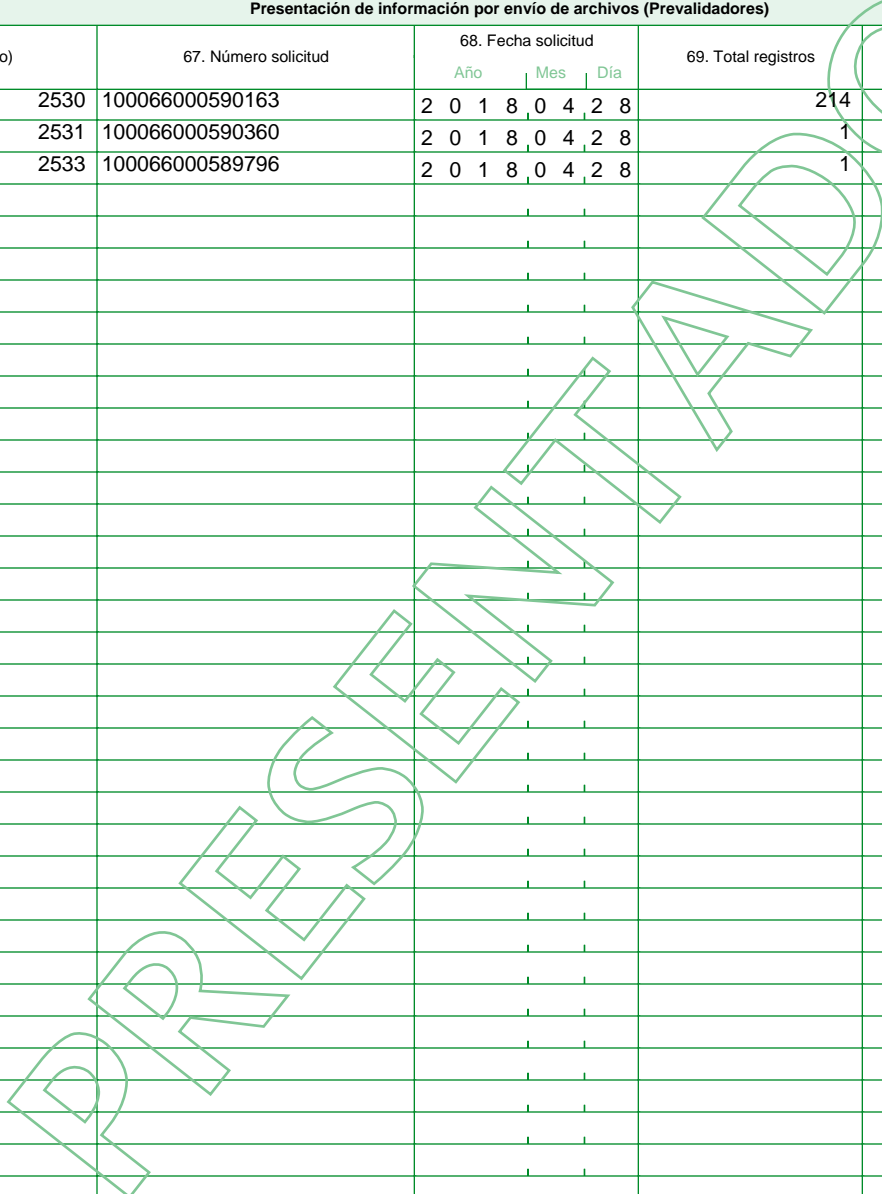 Presentación de información por envío de archivos (Prevalidadores)
o) 67. Número solicitud 68. Fecha solicitud 69. Total registros
Año Mes Día
2530 100066000590163 2 0 1 8 0 4 2 8 214
2531 100066000590360 2 0 1 8 0 4 2 8 1
2533 100066000589796 2 0 1 8 0 4 2 8 1
PRESENTADO